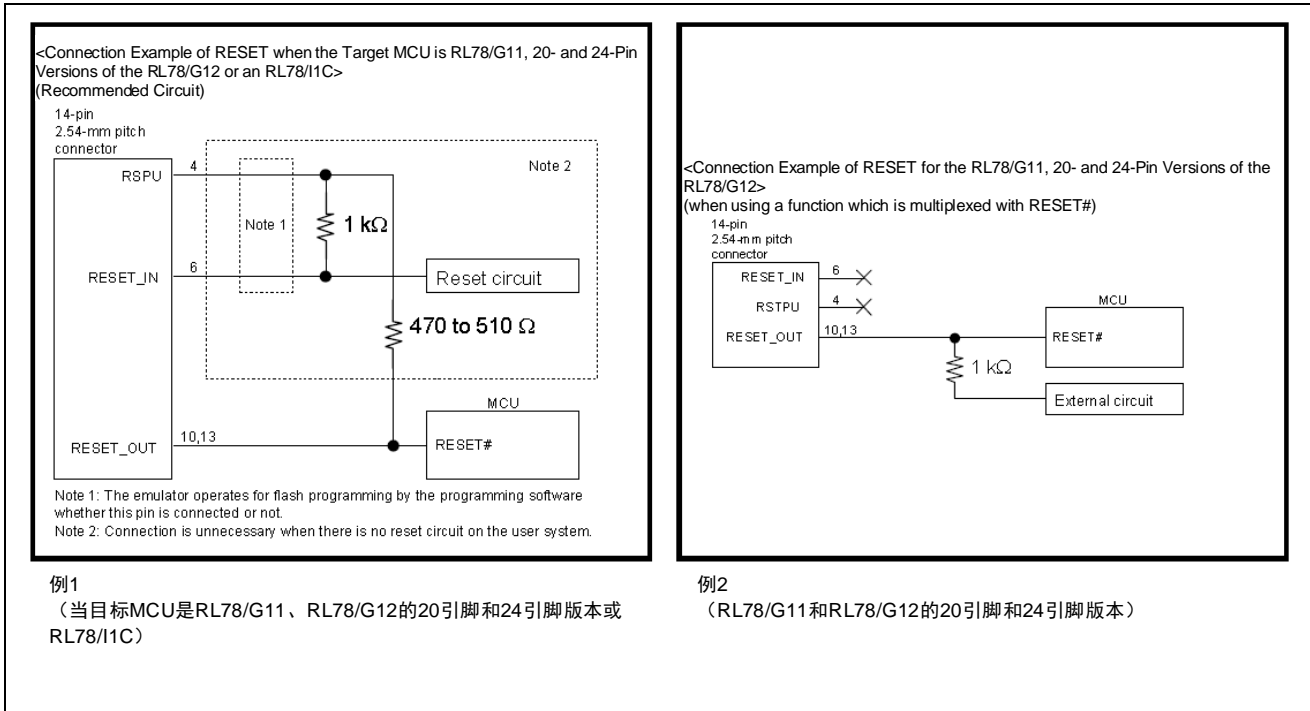 <Connection Example of RESET when the Target MCU is RL78/G11, 20- and 24-Pin
Versions of the RL78/G12 or an RL78/I1C>
(Recommended Circuit)
14-pin
2.54-mm pitch
connector
RSPU
4
Note 1
1 kΩ
Note 2
RESET_IN
6
Reset circuit
470 to 510 Ω
MCU
RESET_OUT
10,13
RESET#
Note 1: The emulator operates for flash programming by the programming software
whether this pin is connected or not.
Note 2: Connection is unnecessary when there is no reset circuit on the user system.
例1
（当目标MCU是RL78/G11、RL78/G12的20引脚和24引脚版本或
RL78/I1C）
<Connection Example of RESET for the RL78/G11, 20- and 24-Pin Versions of the
RL78/G12>
(when using a function which is multiplexed with RESET#)
14-pin
2.54-mm pitch
connector
RESET_IN
6
RSTPU
4
MCU
RESET_OUT
10,13
RESET#
1 kΩ
External circuit
例2
（RL78/G11和RL78/G12的20引脚和24引脚版本）